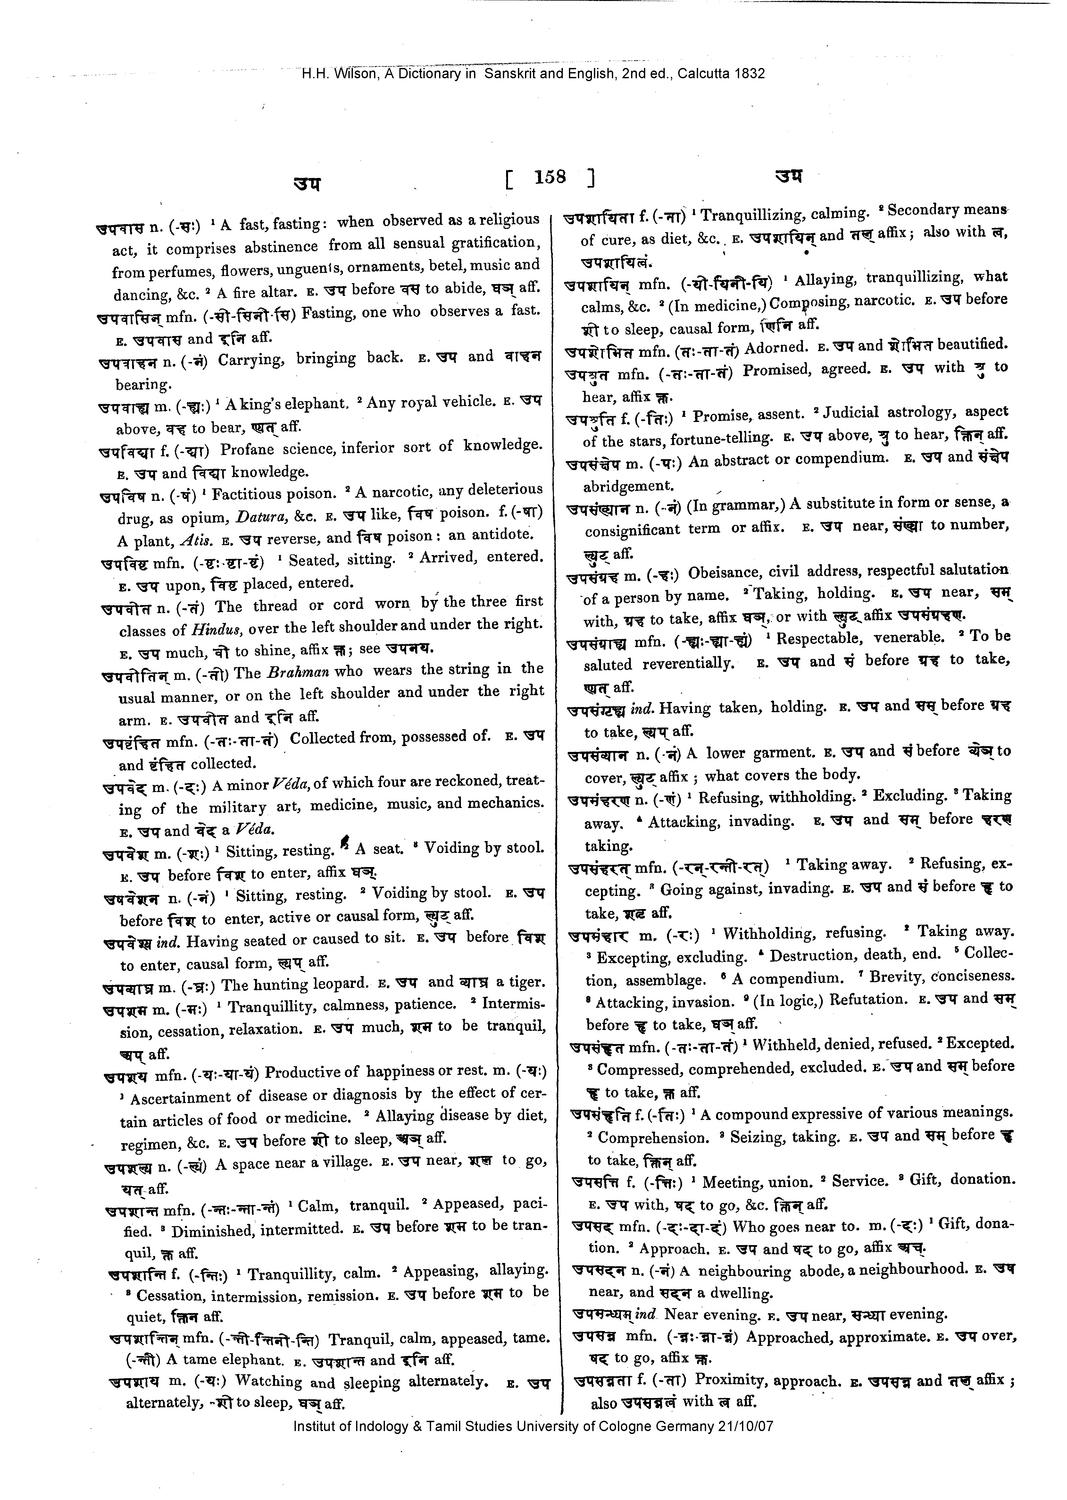 H.H. Wilson, A Dictionary in Sanskrit and English, 2nd ed., Calcutta 1832
उप [ 158 ] उप
उपवास n. (-सः) ¹ A fast, fasting: when observed as a religious
act, it comprises abstinence from all sensual gratification,
from perfumes, flowers, unguents, ornaments, betel, music and
dancing, &c. ² A fire altar. E. उप before वस to abide, घञ् aff.
उपवासिन् mfn. (-सी-सिनी-सि) Fasting, one who observes a fast.
E. उपवास and इनि aff.
उपवाहन n. (-नं) Carrying, bringing back. E. उप and वाहन
bearing.
उपवाह्य m. (-ह्यः) ¹ A king's elephant. ² Any royal vehicle. E. उप
above, वह to bear, ण्यत् aff.
उपविद्या f. (-द्या) Profane science, inferior sort of knowledge.
E. उप and विद्या knowledge.
उपविष n. (-षं) ¹ Factitious poison. ² A narcotic, any deleterious
drug, as opium, Datura, &c. E. उप like, विष poison. f. (-षा)
A plant, Atis. E. उप reverse, and विष poison: an antidote.
उपविष्ट mfn. (-ष्टः-ष्टा-ष्टं) ¹ Seated, sitting. ² Arrived, entered.
E. उप upon, विष्ट placed, entered.
उपवीत n. (-तं) The thread or cord worn by the three first
classes of Hindus, over the left shoulder and under the right.
E. उप much, वी to shine, affix क्त; see उपनय.
उपवीतिन् m. (-ती) The Brahman who wears the string in the
usual manner, or on the left shoulder and under the right
arm. E. उपवीत and इनि aff.
उपवृंहित mfn. (-तः-ता-तं) Collected from, possessed of. E. उप
and वृंहित collected.
उपवेद m. (-दः) A minor Véda, of which four are reckoned, treat-
ing of the military art, medicine, music, and mechanics.
E. उप and वेद a Véda.
उपवेश m. (-शः) ¹ Sitting, resting. ² A seat. ³ Voiding by stool.
E. उप before विश to enter, affix घञ्.
उपवेशन n. (-नं) ¹ Sitting, resting. ² Voiding by stool. E. उप
before विश to enter, active or causal form, ल्युट् aff.
उपवेश्य ind. Having seated or caused to sit. E. उप before विश
to enter, causal form, ल्यप् aff.
उपव्याघ्र m. (-घ्रः) The hunting leopard. E. उप and व्याघ्र a tiger.
उपशम m. (-मः) ¹ Tranquillity, calmness, patience. ² Intermis-
sion, cessation, relaxation. E. उप much, शम to be tranquil,
अप् aff.
उपशय mfn. (-यः-या-यं) Productive of happiness or rest. m. (-यः)
¹ Ascertainment of disease or diagnosis by the effect of cer-
tain articles of food or medicine. ² Allaying disease by diet,
regimen, &c. E. उप before शी to sleep, अच् aff.
उपशल्य n. (-ल्यं) A space near a village. E. उप near, शल to go,
यत् aff.
उपशान्त mfn. (-न्तः-न्ता-न्तं) ¹ Calm, tranquil. ² Appeased, paci-
fied. ³ Diminished, intermitted. E. उप before शम to be tran-
quil, क्त aff.
उपशान्ति f. (-न्तिः) ¹ Tranquillity, calm. ² Appeasing, allaying.
³ Cessation, intermission, remission. E. उप before शम to be
quiet, क्तिन् aff.
उपशान्तिन् mfn. (-न्ती-न्तिनी-न्ति) Tranquil, calm, appeased, tame.
(-न्ती) A tame elephant. E. उपशान्त and इनि aff.
उपशाय m. (-यः) Watching and sleeping alternately. E. उप
alternately, शी to sleep, घञ् aff.
उपशायिता f. (-ता) ¹ Tranquillizing, calming. ² Secondary means
of cure, as diet, &c. E. उपशायिन् and तल् affix; also with त्व,
उपशायित्वं.
उपशायिन् mfn. (-यी-यिनी-यि) ¹ Allaying, tranquillizing, what
calms, &c. ² (In medicine,) Composing, narcotic. E. उप before
शी to sleep, causal form, णिनि aff.
उपशोभित mfn. (तः-ता-तं) Adorned. E. उप and शोभित beautified.
उपश्रुत mfn. (-तः-ता-तं) Promised, agreed. E. उप with श्रु to
hear, affix क्त.
उपश्रुति f. (-तिः) ¹ Promise, assent. ² Judicial astrology, aspect
of the stars, fortune-telling. E. उप above, श्रु to hear, क्तिन् aff.
उपसंक्षेप m. (-पः) An abstract or compendium. E. उप and संक्षेप
abridgement.
उपसंख्यान n. (-नं) (In grammar,) A substitute in form or sense, a
consignificant term or affix. E. उप near, संख्या to number,
ल्युट् aff.
उपसंग्रह m. (-हः) Obeisance, civil address, respectful salutation
of a person by name. ² Taking, holding. E. उप near, सम्
with, ग्रह to take, affix घञ्, or with ल्युट् affix उपसंग्रहण.
उपसंग्राह्य mfn. (-ह्यः-ह्या-ह्यं) ¹ Respectable, venerable. ² To be
saluted reverentially. E. उप and सं before ग्रह to take,
ण्यत् aff.
उपसंगृह्य ind. Having taken, holding. E. उप and सम् before ग्रह
to take, ल्यप् aff.
उपसंव्यान n. (-नं) A lower garment. E. उप and सं before व्येञ् to
cover, ल्युट् affix; what covers the body.
उपसंहरण n. (-णं) ¹ Refusing, withholding. ² Excluding. ³ Taking
away. ⁴ Attacking, invading. E. उप and सम् before हरण
taking.
उपसंहरत् mfn. (-रन्-रन्ती-रत्) ¹ Taking away. ² Refusing, ex-
cepting. ³ Going against, invading. E. उप and सं before हृ to
take, शतृ aff.
उपसंहार m. (-रः) ¹ Withholding, refusing. ² Taking away.
³ Excepting, excluding. ⁴ Destruction, death, end. ⁵ Collec-
tion, assemblage. ⁶ A compendium. ⁷ Brevity, conciseness.
⁸ Attacking, invasion. ⁹ (In logic,) Refutation. E. उप and सम्
before हृ to take, घञ् aff.
उपसंहृत mfn. (-तः-ता-तं) ¹ Withheld, denied, refused. ² Excepted.
³ Compressed, comprehended, excluded. E. उप and सम् before
हृ to take, क्त aff.
उपसंहृति f. (-तिः) ¹ A compound expressive of various meanings.
² Comprehension. ³ Seizing, taking. E. उप and सम् before हृ
to take, क्तिन् aff.
उपसत्ति f. (-त्तिः) ¹ Meeting, union. ² Service. ³ Gift, donation.
E. उप with, षद् to go, &c. क्तिन् aff.
उपसद् mfn. (-दः-दा-दं) Who goes near to. m. (-दः) ¹ Gift, dona-
tion. ² Approach. E. उप and षद् to go, affix अच्.
उपसदन n. (-नं) A neighbouring abode, a neighbourhood. E. उप
near, and सदन a dwelling.
उपसन्ध्यम् ind. Near evening. E. उप near, सन्ध्या evening.
उपसन्न mfn. (-न्नः-न्ना-न्नं) Approached, approximate. E. उप over,
षद् to go, affix क्त.
उपसन्नता f. (-ता) Proximity, approach. E. उपसन्न and तल् affix;
also उपसन्नत्वं with त्व aff.
Institut of Indology & Tamil Studies University of Cologne Germany 21/10/07